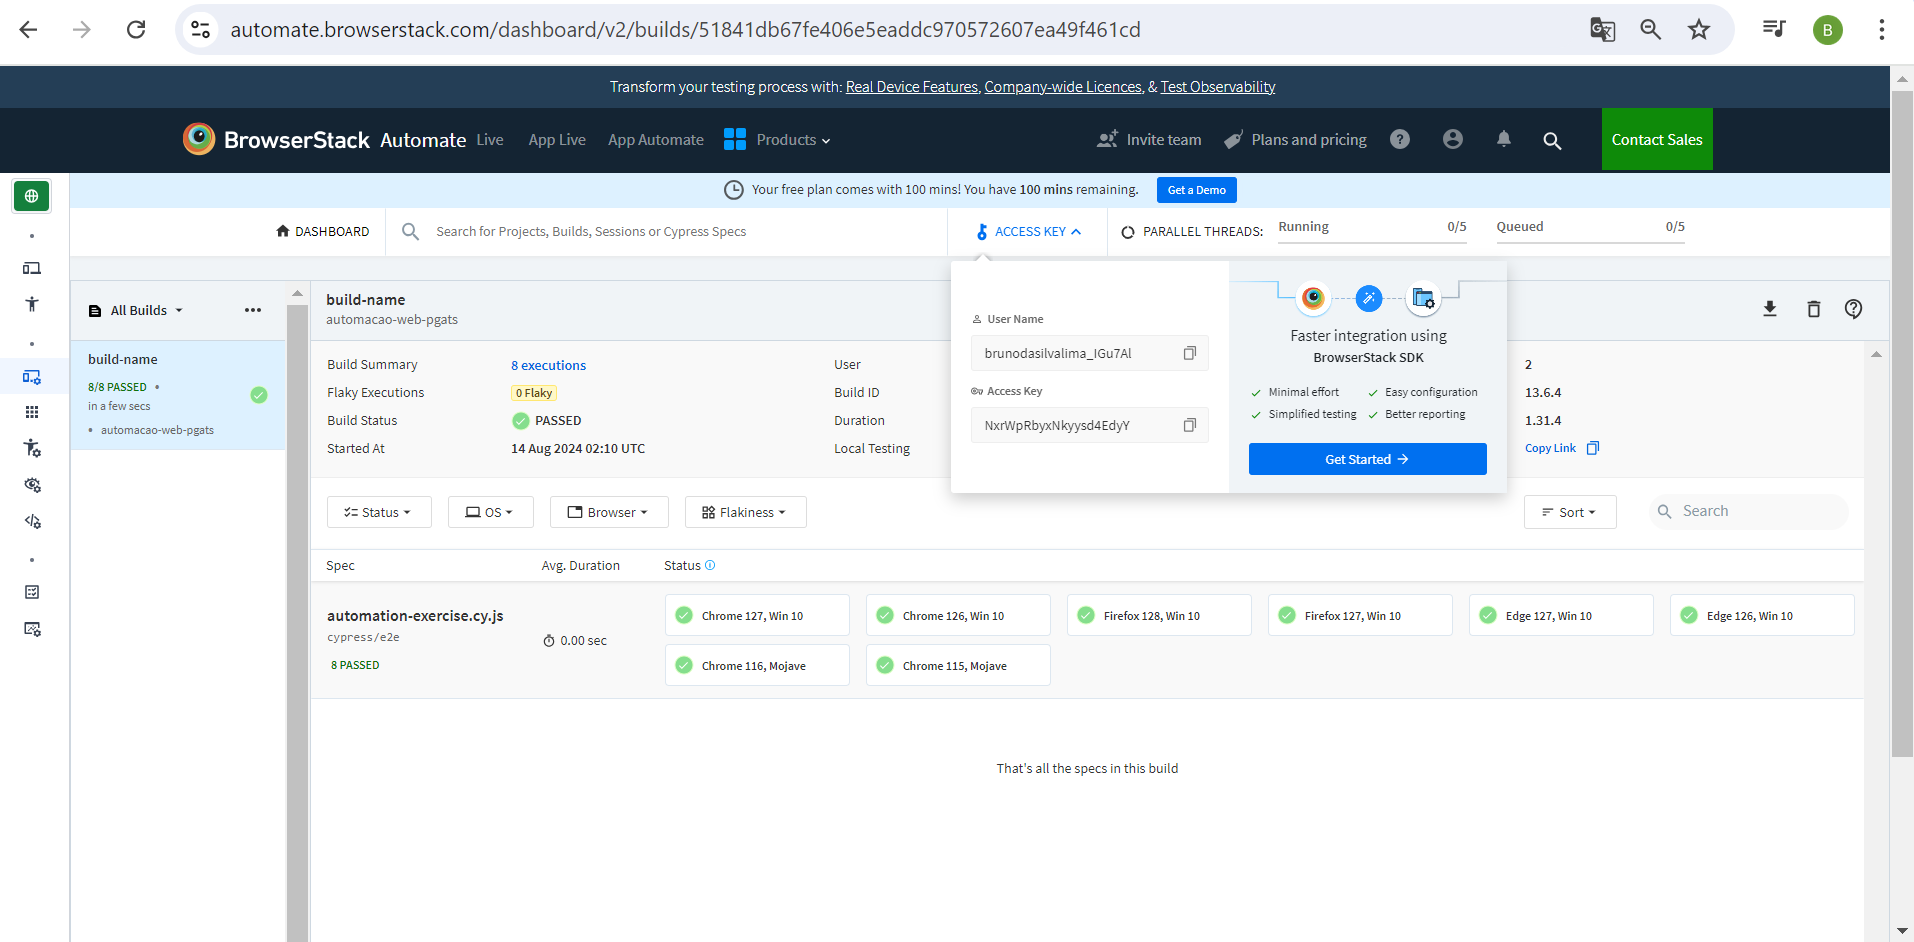 automate.browserstack.com/dashboard/v2/builds/51841db67fe406e5eaddc970572607ea49f461cd
B
Transform your testing process with: Real Device Features, Company-wide Licences, & Test Observability
BrowserStack Automate Live App Live App Automate Products Invite team Plans and pricing ? Contact Sales
Your free plan comes with 100 mins! You have 100 mins remaining. Get a Demo
DASHBOARD Search for Projects, Builds, Sessions or Cypress Specs ACCESS KEY PARALLEL THREADS: Running 0/5 Queued 0/5
All Builds
build-name
8/8 PASSED •
in a few secs
• automacao-web-pgats
build-name
automacao-web-pgats
Build Summary 8 executions User 2
Flaky Executions 0 Flaky Build ID 13.6.4
Build Status PASSED Duration 1.31.4
Started At 14 Aug 2024 02:10 UTC Local Testing Copy Link
User Name
brunodasilvalima_IGu7Al
Access Key
NxrWpRbyxNkyysd4EdyY
Faster integration using
BrowserStack SDK
Minimal effort Easy configuration
Simplified testing Better reporting
Get Started
Status OS Browser Flakiness Sort Search
Spec Avg. Duration Status
automation-exercise.cy.js
cypress/e2e
8 PASSED
0.00 sec
Chrome 127, Win 10 Chrome 126, Win 10 Firefox 128, Win 10 Firefox 127, Win 10 Edge 127, Win 10 Edge 126, Win 10
Chrome 116, Mojave Chrome 115, Mojave
That's all the specs in this build